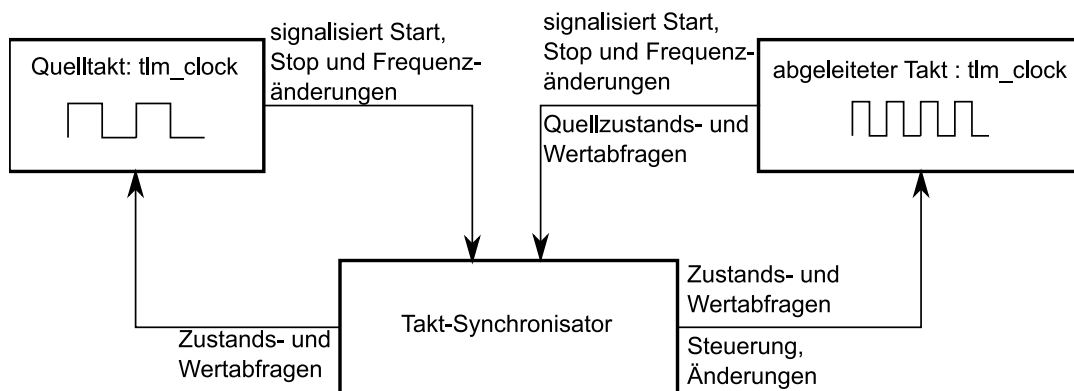 Quelltakt: tlm_clock
signalisiert Start,
Stop und Frequenz-
änderungen
signalisiert Start,
Stop und Frequenz-
änderungen
Quellzustands- und
Wertabfragen
abgeleiteter Takt : tlm_clock
Zustands- und
Wertabfragen
Takt-Synchronisator
Zustands- und
Wertabfragen
Steuerung,
Änderungen